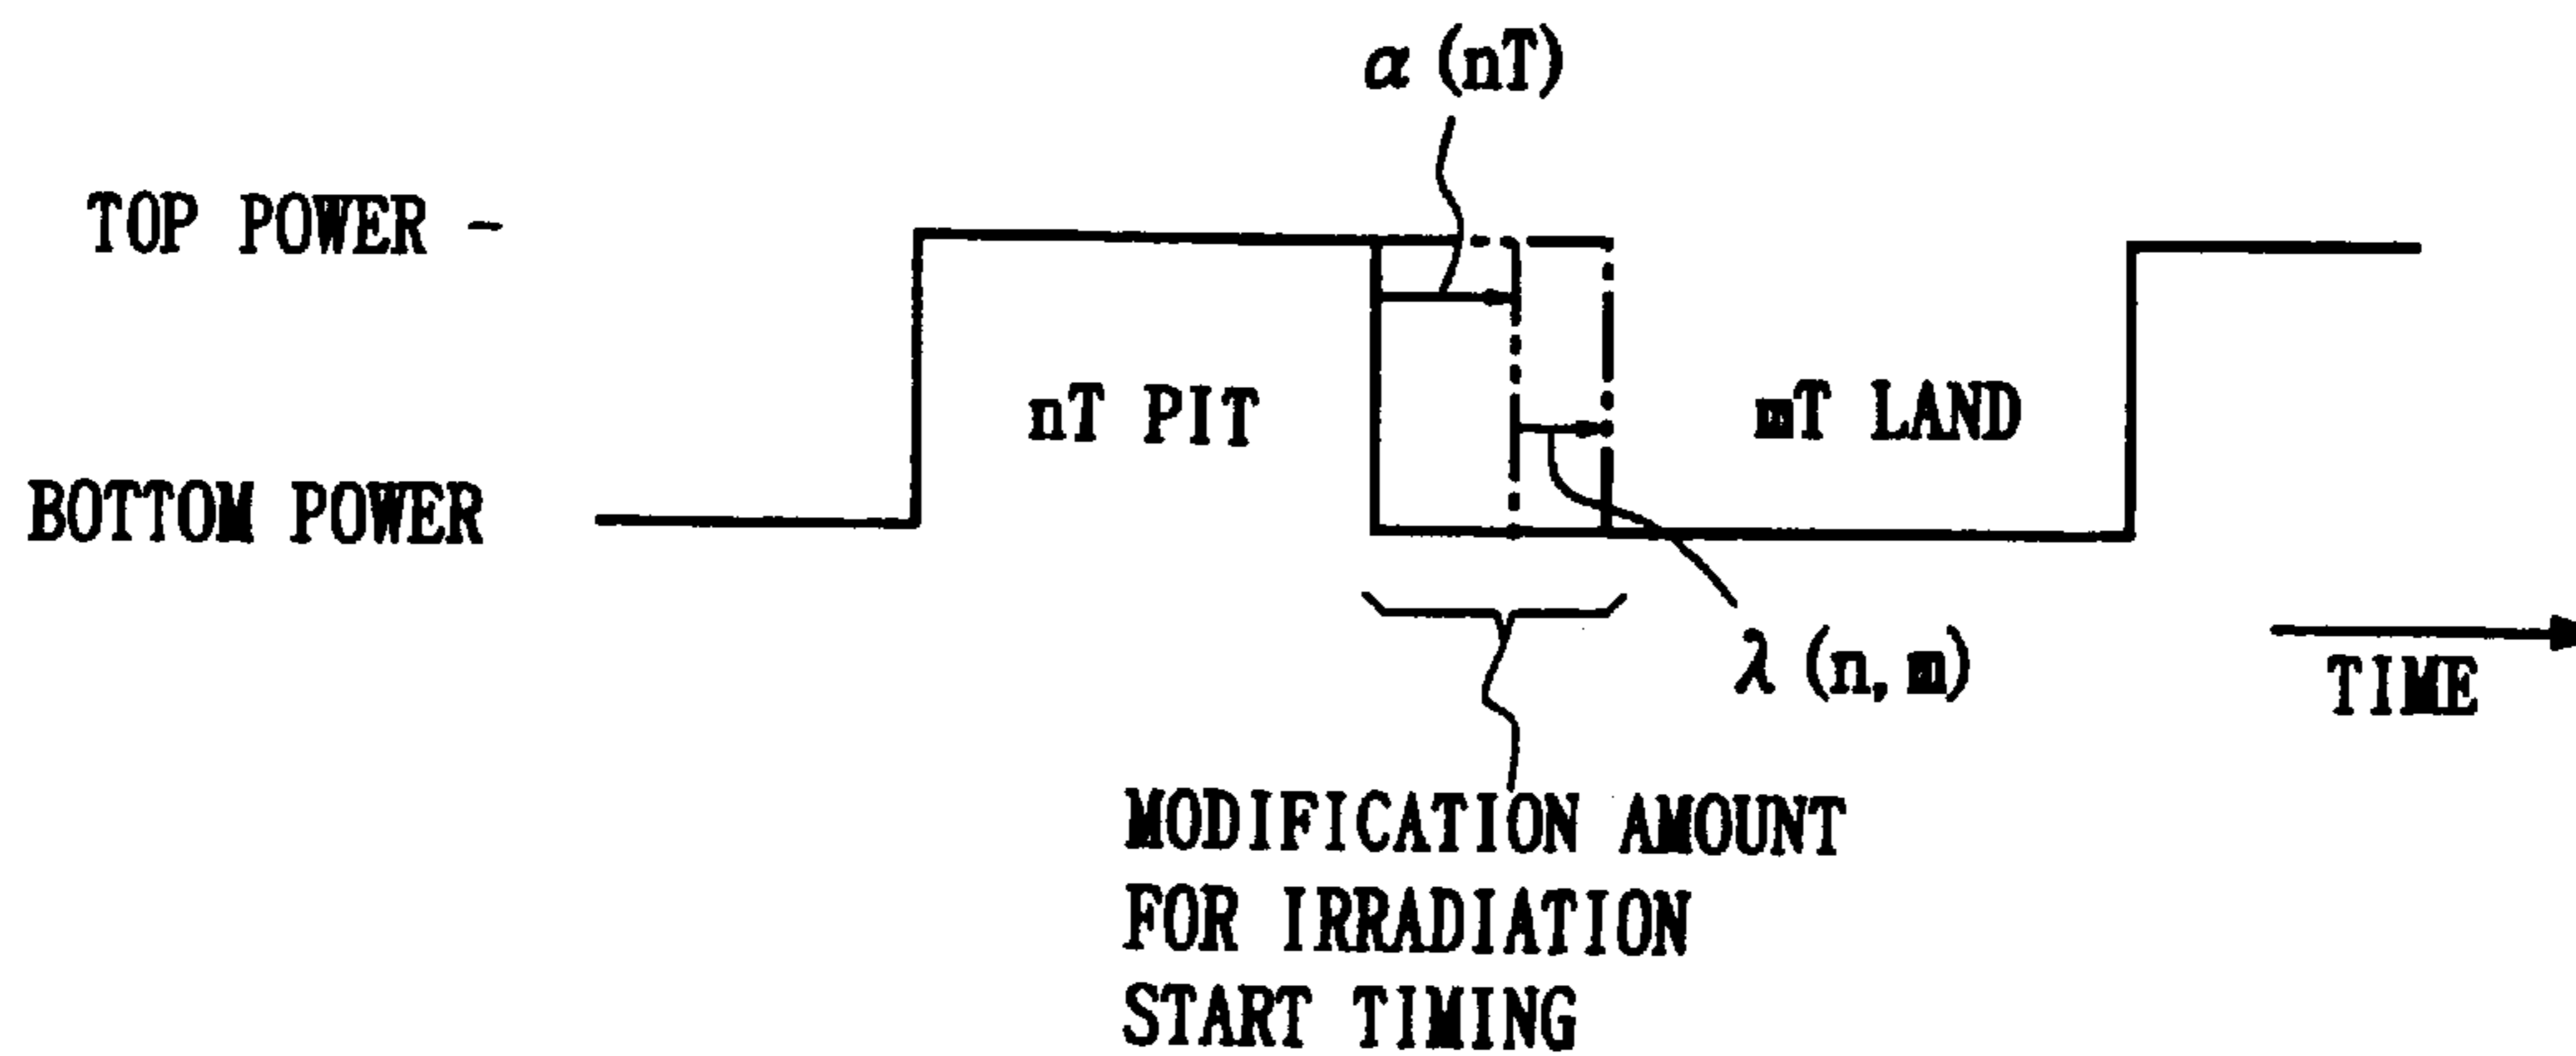 α (nT)
TOP POWER -
nT PIT
mT LAND
BOTTOM POWER
λ (n, m)
TIME
MODIFICATION AMOUNT
FOR IRRADIATION
START TIMING